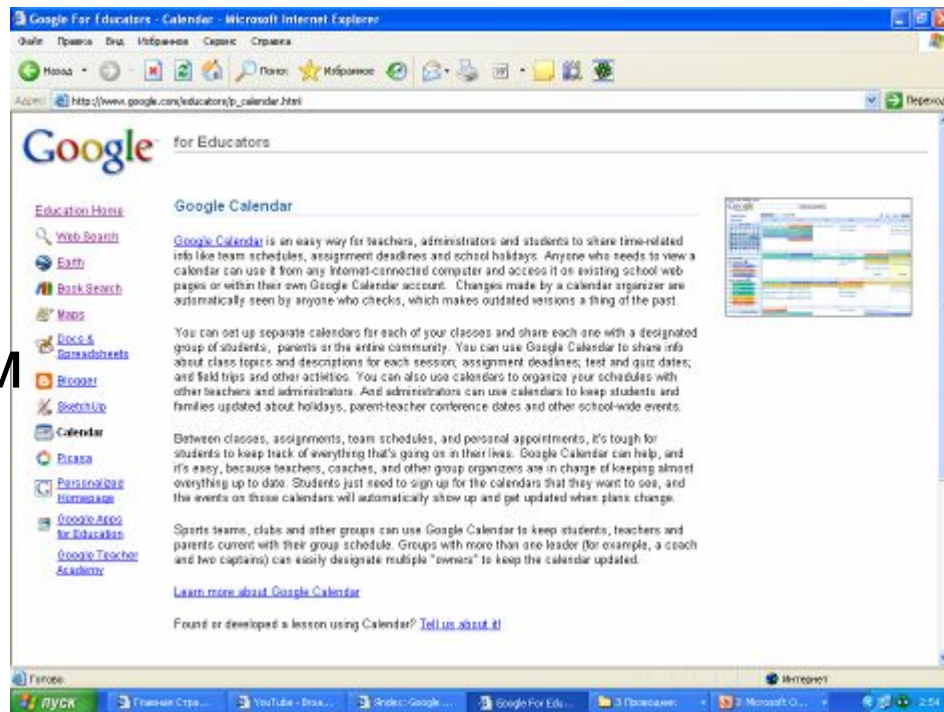 Google For Educators - Calendar - Microsoft Internet Explorer
Файл Правка Вид Избранное Сервис Справка
Назад Поиск Избранное
Адрес http://www.google.com/educators/p_calendar.html Переход
Google for Educators
Education Home
Web Search
Earth
Book Search
Maps
Docs &
Spreadsheets
М
Blogger
SketchUp
Calendar
Picasa
Personalized
Homepage
Google Apps
for Education
Google Teacher
Academy
Google Calendar
Google Calendar is an easy way for teachers, administrators and students to share time-related
info like team schedules, assignment deadlines and school holidays. Anyone who needs to view a
calendar can use it from any Internet-connected computer and access it on existing school web
pages or within their own Google Calendar account. Changes made by a calendar organizer are
automatically seen by anyone who checks, which makes outdated versions a thing of the past.
You can set up separate calendars for each of your classes and share each one with a designated
group of students, parents or the entire community. You can use Google Calendar to share info
about class topics and descriptions for each session; assignment deadlines; test and quiz dates;
and field trips and other activities. You can also use calendars to organize your schedules with
other teachers and administrators. And administrators can use calendars to keep students and
families updated about holidays, parent-teacher conference dates and other school-wide events.
Between classes, assignments, team schedules, and personal appointments, it's tough for
students to keep track of everything that's going on in their lives. Google Calendar can help, and
it's easy, because teachers, coaches, and other group organizers are in charge of keeping almost
everything up to date. Students just need to sign up for the calendars that they want to see, and
the events on those calendars will automatically show up and get updated when plans change.
Sports teams, clubs and other groups can use Google Calendar to keep students, teachers and
parents current with their group schedule. Groups with more than one leader (for example, a coach
and two captains) can easily designate multiple "owners" to keep the calendar updated.
Learn more about Google Calendar
Found or developed a lesson using Calendar? Tell us about it!
Готово Интернет
пуск Главная Стра... YouTube - Broa... Яndex: Google ... Google For Edu... 3 Проводник 3 Microsoft O... 2:54